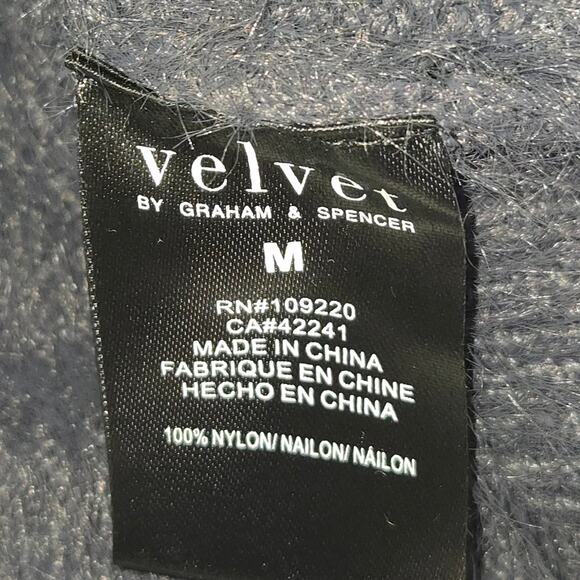 velvet
BY GRAHAM & SPENCER
M
RN#109220
CA#42241
MADE IN CHINA
FABRIQUE EN CHINE
HECHO EN CHINA
100% NYLON/ NAILON/ NÁILON